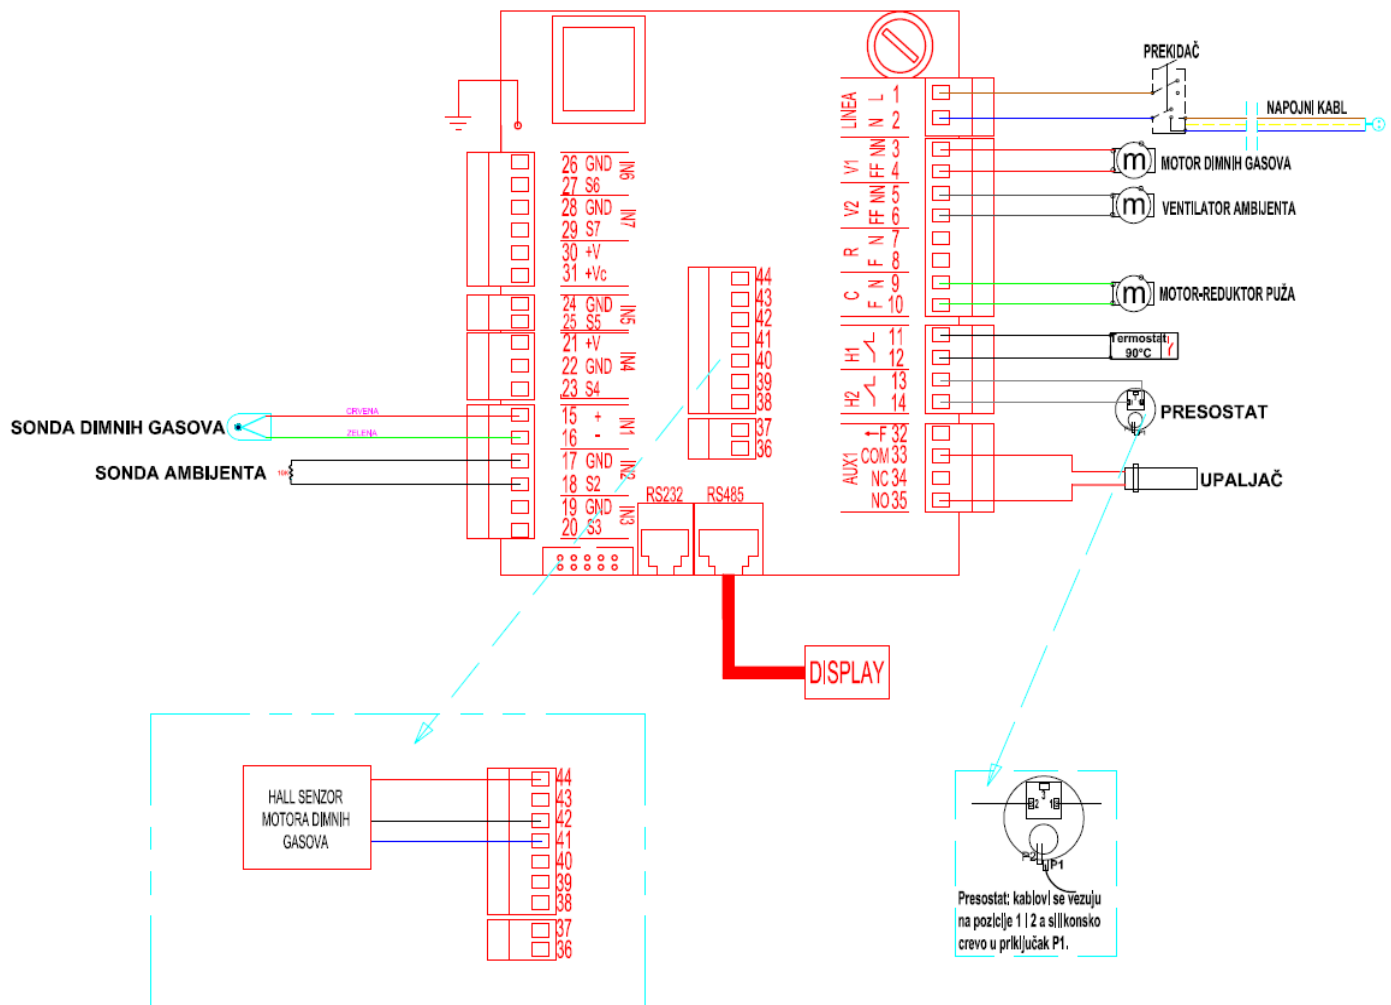 PREKIDAČ
NAPOJNI KABL
LINEA
L 1
N 2
V1
NN 3
FF 4
MOTOR DIMNIH GASOVA
V2
NN 5
FF 6
VENTILATOR AMBIJENTA
R
N 7
F 8
C
N 9
F 10
MOTOR-REDUKTOR PUŽA
H1
11
12
Termostat
90°C
H2
13
14
PRESOSTAT
AUX1
F 32
COM 33
NC 34
NO 35
UPALJAČ
26 GND
27 S6
IN6
28 GND
29 S7
IN7
30 +V
31 +Vc
24 GND
25 S5
IN5
21 +V
22 GND
23 S4
IN4
15 +
16 -
IN1
17 GND
18 S2
IN2
19 GND
20 S3
IN3
SONDA DIMNIH GASOVA
CRVENA
ZELENA
SONDA AMBIJENTA
10K
44
43
42
41
40
39
38
37
36
RS232
RS485
DISPLAY
HALL SENZOR
MOTORA DIMNIH
GASOVA
44
43
42
41
40
39
38
37
36
3
2 1
P2
P1
Presostat: kablovi se vezuju
na pozicije 1 i 2 a silikonsko
crevo u priključak P1.